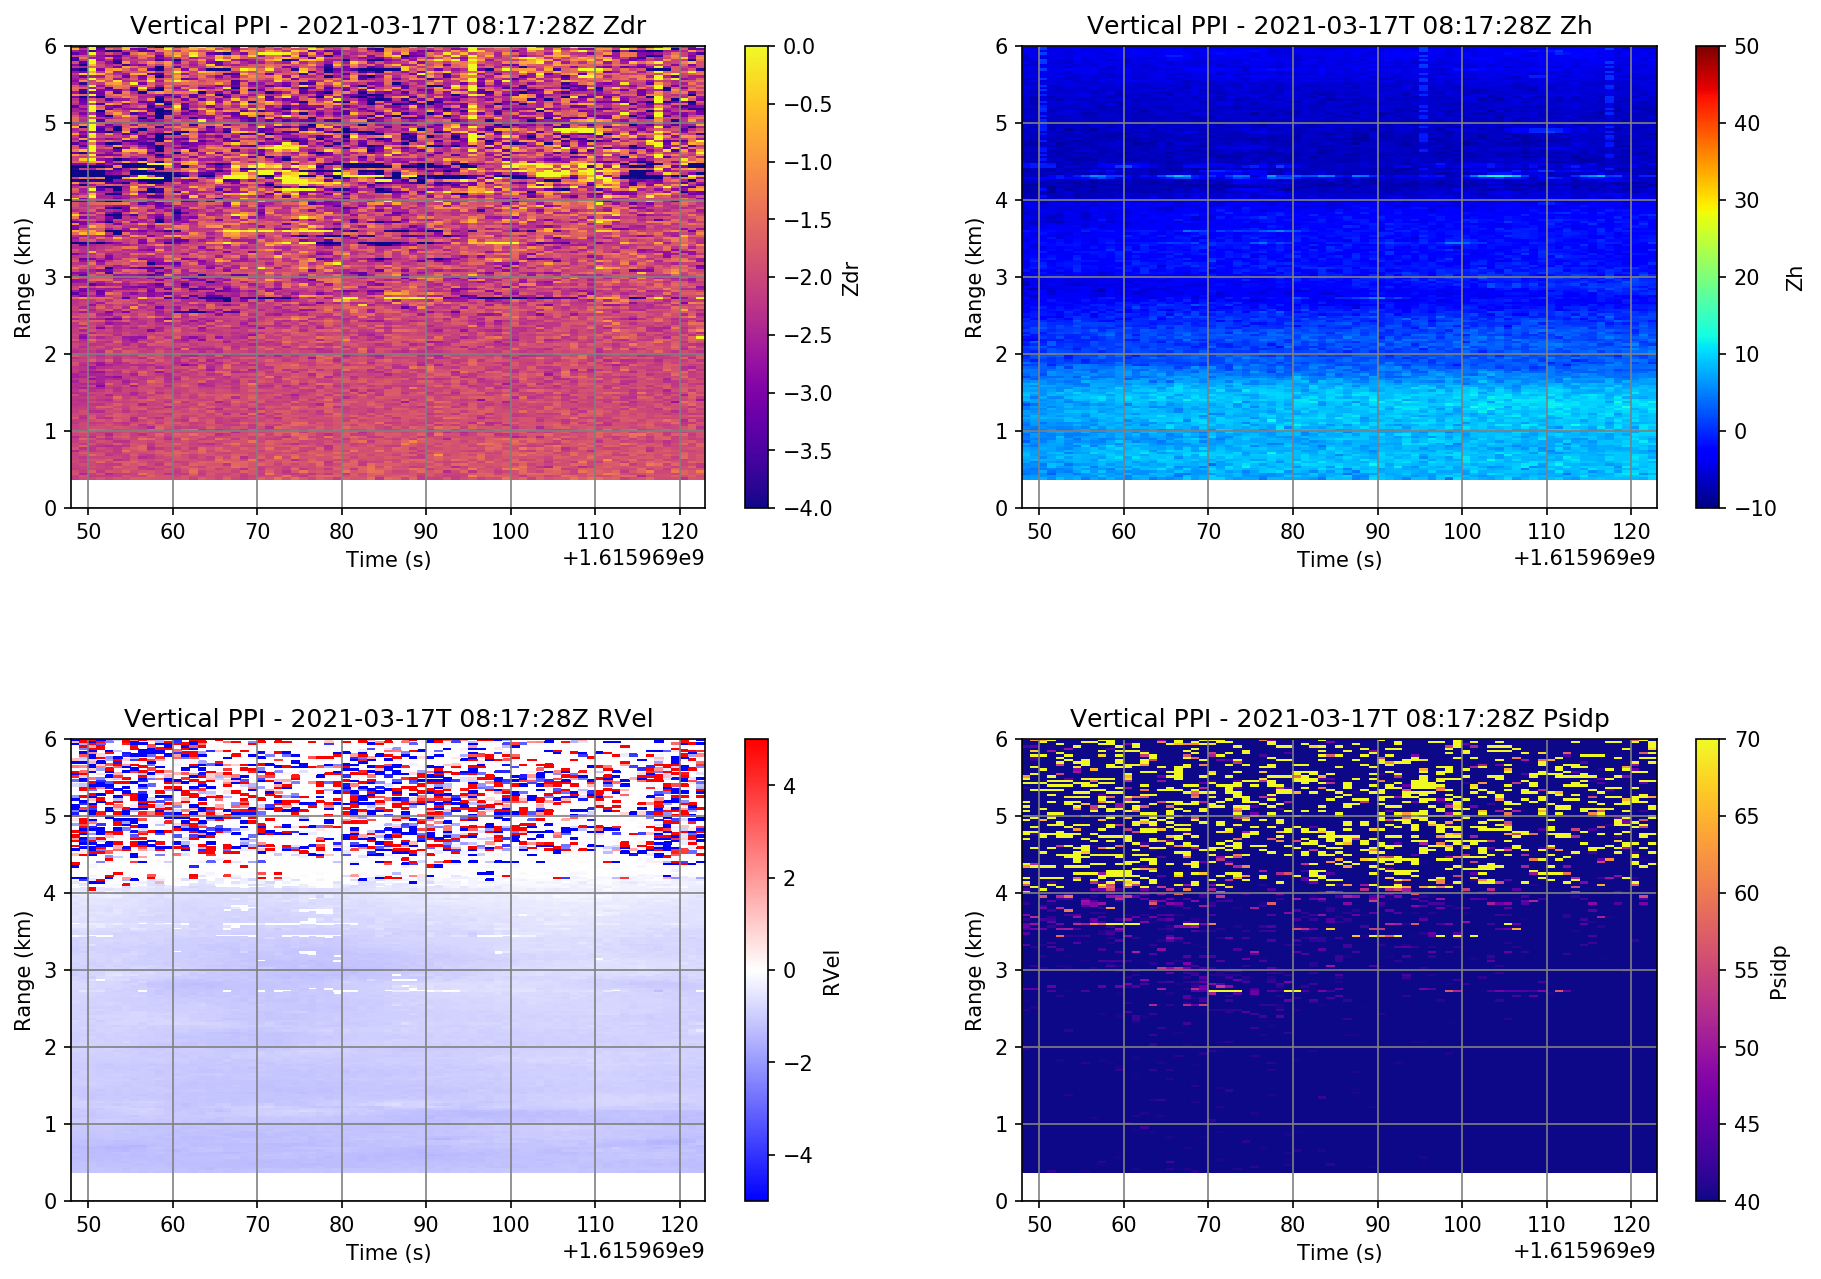 Vertical PPI - 2021-03-17T 08:17:28Z Zdr
6
5
4
3
2
1
0
Range (km)
50 60 70 80 90 100 110 120
Time (s)
+1.615969e9
0.0
−0.5
−1.0
−1.5
−2.0
−2.5
−3.0
−3.5
−4.0
Zdr
Vertical PPI - 2021-03-17T 08:17:28Z Zh
6
5
4
3
2
1
0
Range (km)
50 60 70 80 90 100 110 120
Time (s)
+1.615969e9
50
40
30
20
10
0
−10
Zh
Vertical PPI - 2021-03-17T 08:17:28Z RVel
6
5
4
3
2
1
0
Range (km)
50 60 70 80 90 100 110 120
Time (s)
+1.615969e9
4
2
0
−2
−4
RVel
Vertical PPI - 2021-03-17T 08:17:28Z Psidp
6
5
4
3
2
1
0
Range (km)
50 60 70 80 90 100 110 120
Time (s)
+1.615969e9
70
65
60
55
50
45
40
Psidp